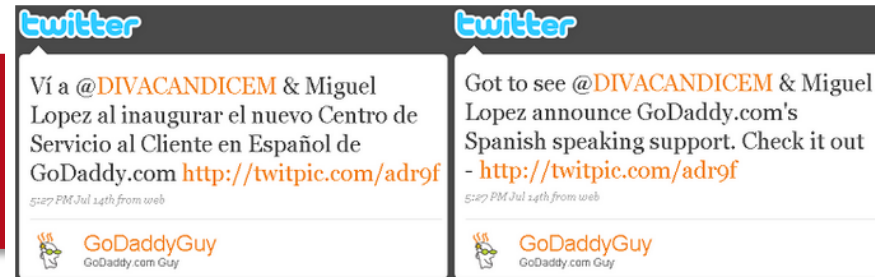 twitter
Ví a @DIVACANDICEM & Miguel
Lopez al inaugurar el nuevo Centro de
Servicio al Cliente en Español de
GoDaddy.com http://twitpic.com/adr9f
5:27 PM Jul 14th from web
GoDaddyGuy
GoDaddy.com Guy
twitter
Got to see @DIVACANDICEM & Miguel
Lopez announce GoDaddy.com's
Spanish speaking support. Check it out
- http://twitpic.com/adr9f
5:27 PM Jul 14th from web
GoDaddyGuy
GoDaddy.com Guy